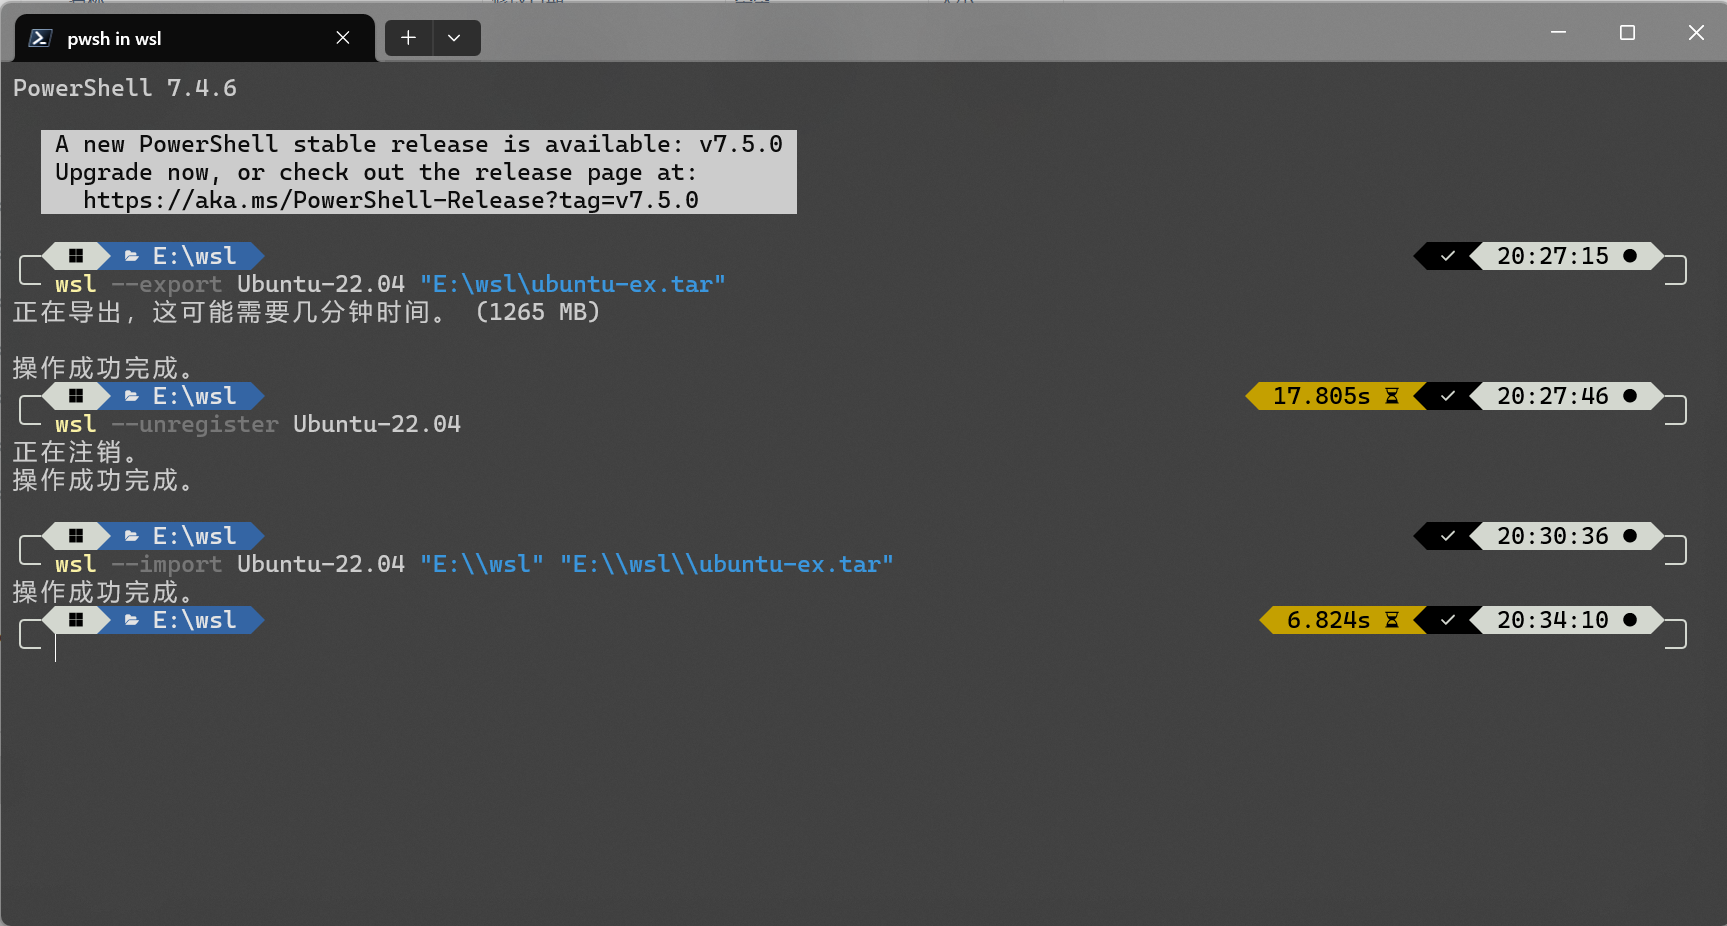 pwsh in wsl
PowerShell 7.4.6
A new PowerShell stable release is available: v7.5.0
Upgrade now, or check out the release page at:
https://aka.ms/PowerShell-Release?tag=v7.5.0
E:\wsl 20:27:15
wsl --export Ubuntu-22.04 "E:\wsl\ubuntu-ex.tar"
正在导出，这可能需要几分钟时间。 (1265 MB)
操作成功完成。
E:\wsl 17.805s 20:27:46
wsl --unregister Ubuntu-22.04
正在注销。
操作成功完成。
E:\wsl 20:30:36
wsl --import Ubuntu-22.04 "E:\\wsl" "E:\\wsl\\ubuntu-ex.tar"
操作成功完成。
E:\wsl 6.824s 20:34:10